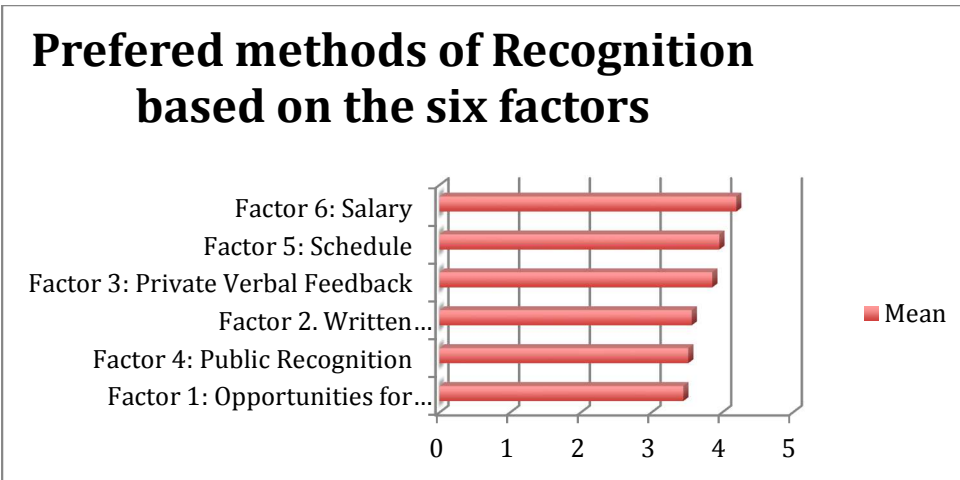 Prefered methods of Recognition
based on the six factors
Factor 6: Salary
Factor 5: Schedule
Factor 3: Private Verbal Feedback
Factor 2. Written...
Factor 4: Public Recognition
Factor 1: Opportunities for...
Mean
0 1 2 3 4 5